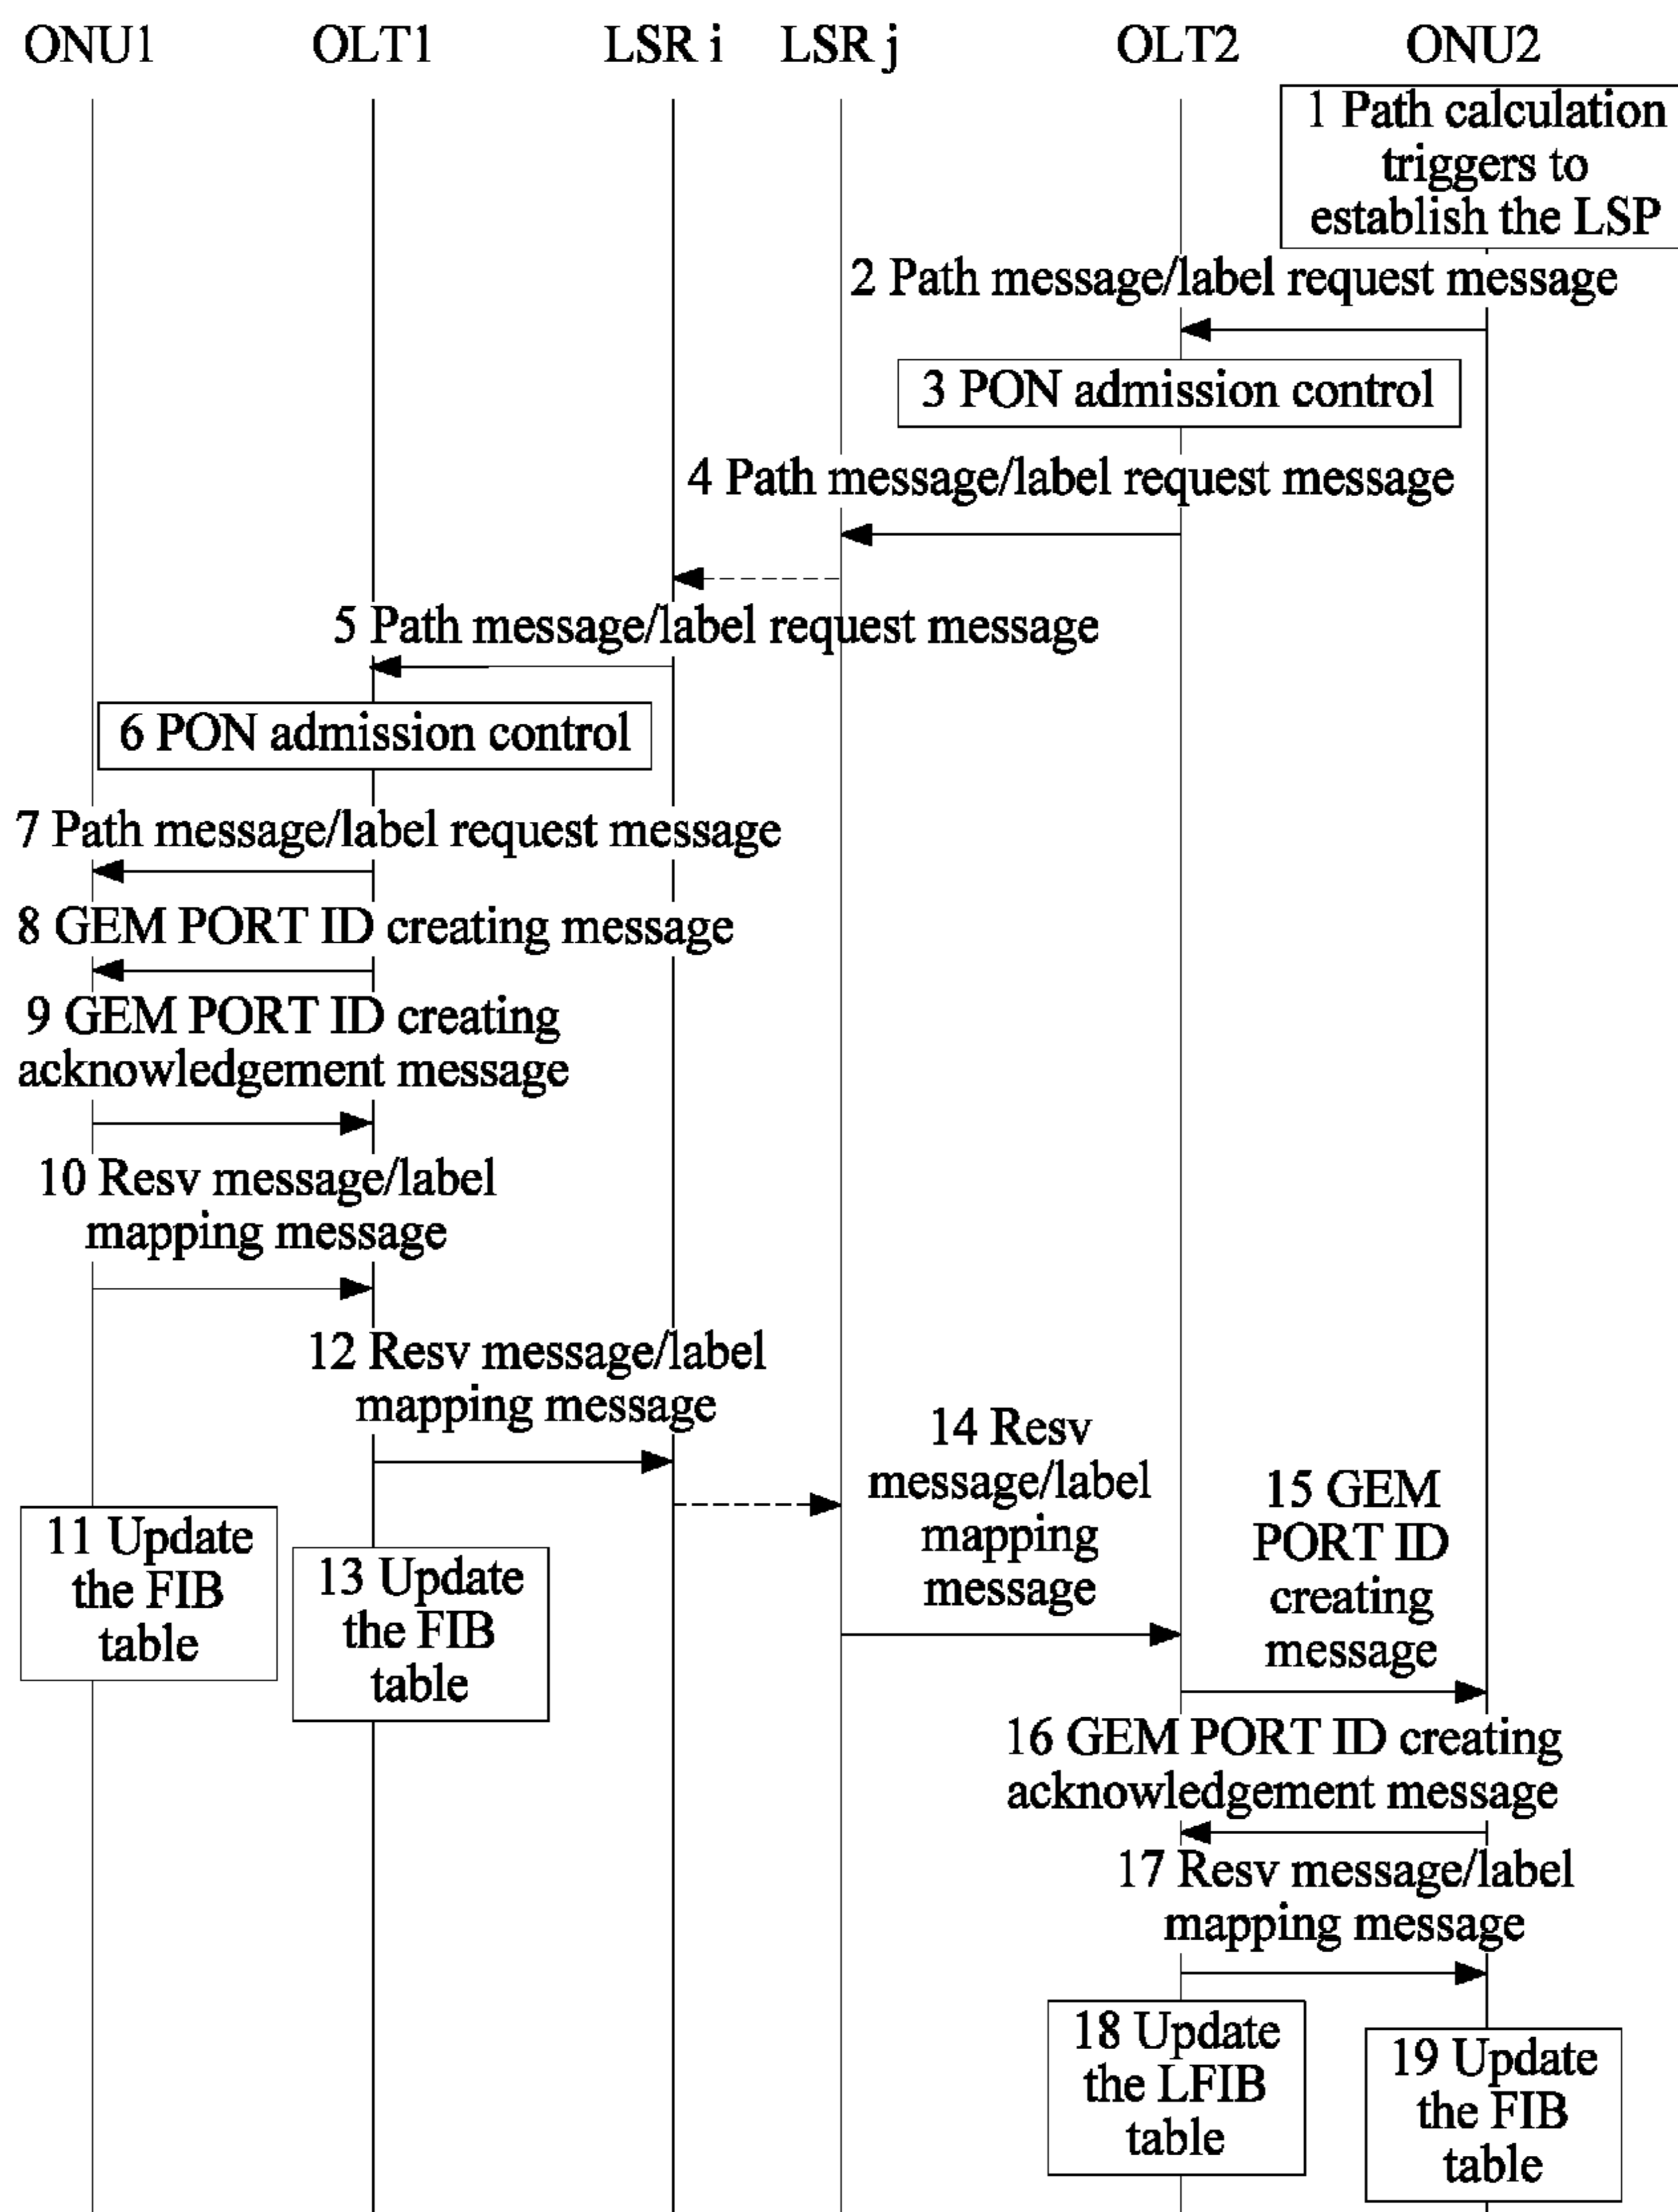 ONU1 OLT1 LSR i LSR j OLT2 ONU2
1 Path calculation
triggers to
establish the LSP
2 Path message/label request message
3 PON admission control
4 Path message/label request message
5 Path message/label request message
6 PON admission control
7 Path message/label request message
8 GEM PORT ID creating message
9 GEM PORT ID creating
acknowledgement message
10 Resv message/label
mapping message
12 Resv message/label
mapping message
11 Update
the FIB
table
13 Update
the FIB
table
14 Resv
message/label
mapping
message
15 GEM
PORT ID
creating
message
16 GEM PORT ID creating
acknowledgement message
17 Resv message/label
mapping message
18 Update
the LFIB
table
19 Update
the FIB
table